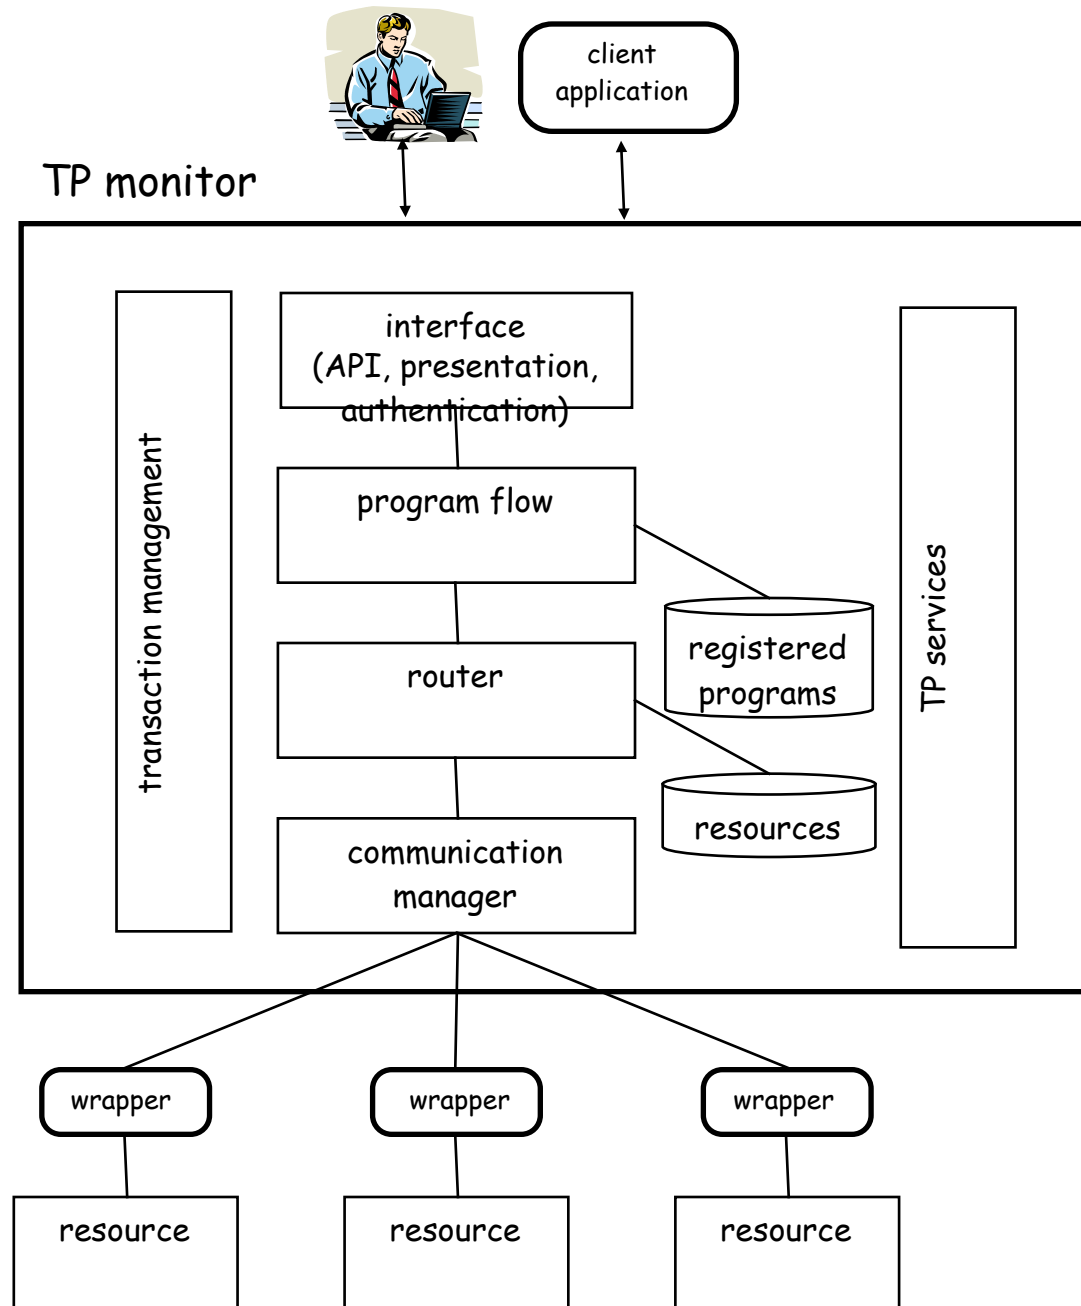 client
application
TP monitor
interface
(API, presentation,
authentication)
transaction management
program flow
registered
programs
TP services
router
resources
communication
manager
wrapper
wrapper
wrapper
resource
resource
resource